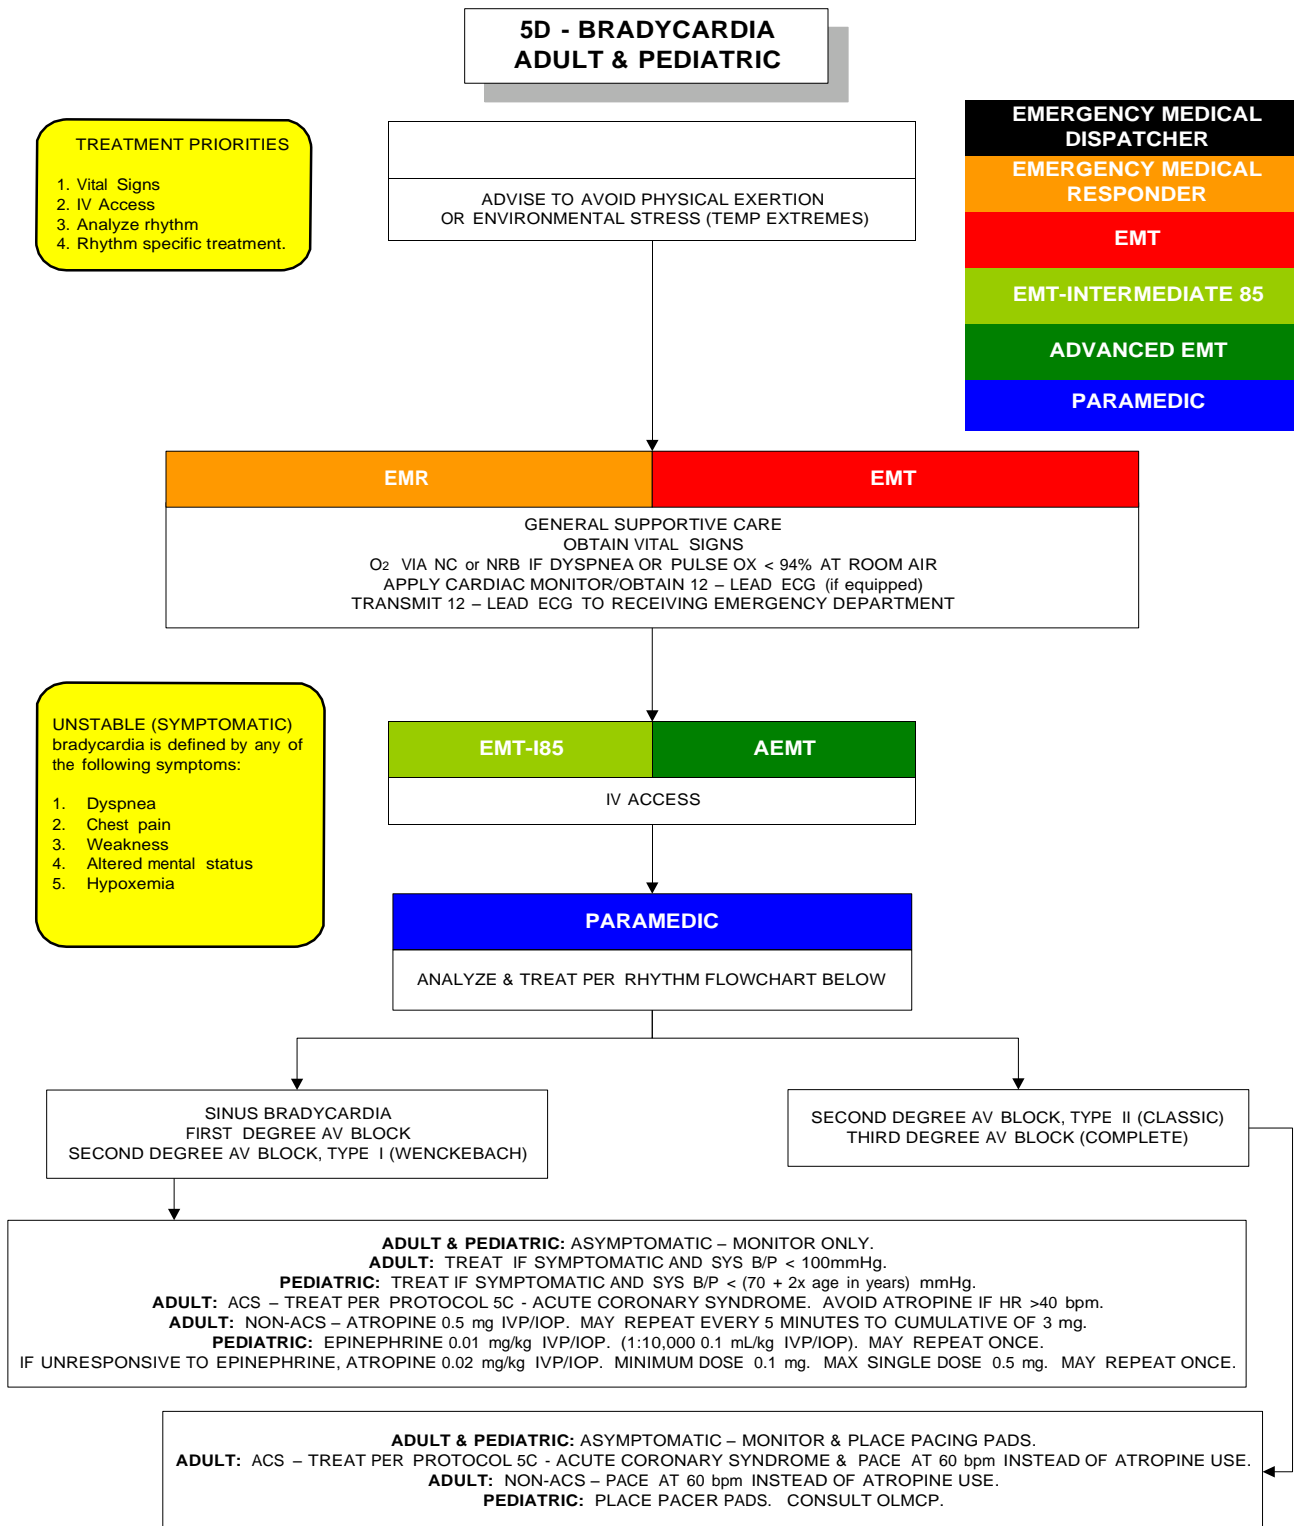 5D - BRADYCARDIA
ADULT & PEDIATRIC
TREATMENT PRIORITIES
1. Vital Signs
2. IV Access
3. Analyze rhythm
4. Rhythm specific treatment.
ADVISE TO AVOID PHYSICAL EXERTION
OR ENVIRONMENTAL STRESS (TEMP EXTREMES)
EMERGENCY MEDICAL
DISPATCHER
EMERGENCY MEDICAL
RESPONDER
EMT
EMT-INTERMEDIATE 85
ADVANCED EMT
PARAMEDIC
EMR
EMT
GENERAL SUPPORTIVE CARE
OBTAIN VITAL SIGNS
O2 VIA NC or NRB IF DYSPNEA OR PULSE OX < 94% AT ROOM AIR
APPLY CARDIAC MONITOR/OBTAIN 12 – LEAD ECG (if equipped)
TRANSMIT 12 – LEAD ECG TO RECEIVING EMERGENCY DEPARTMENT
UNSTABLE (SYMPTOMATIC)
bradycardia is defined by any of
the following symptoms:
1. Dyspnea
2. Chest pain
3. Weakness
4. Altered mental status
5. Hypoxemia
EMT-I85
AEMT
IV ACCESS
PARAMEDIC
ANALYZE & TREAT PER RHYTHM FLOWCHART BELOW
SINUS BRADYCARDIA
FIRST DEGREE AV BLOCK
SECOND DEGREE AV BLOCK, TYPE I (WENCKEBACH)
SECOND DEGREE AV BLOCK, TYPE II (CLASSIC)
THIRD DEGREE AV BLOCK (COMPLETE)
ADULT & PEDIATRIC: ASYMPTOMATIC – MONITOR ONLY.
ADULT: TREAT IF SYMPTOMATIC AND SYS B/P < 100mmHg.
PEDIATRIC: TREAT IF SYMPTOMATIC AND SYS B/P < (70 + 2x age in years) mmHg.
ADULT: ACS – TREAT PER PROTOCOL 5C - ACUTE CORONARY SYNDROME. AVOID ATROPINE IF HR >40 bpm.
ADULT: NON-ACS – ATROPINE 0.5 mg IVP/IOP. MAY REPEAT EVERY 5 MINUTES TO CUMULATIVE OF 3 mg.
PEDIATRIC: EPINEPHRINE 0.01 mg/kg IVP/IOP. (1:10,000 0.1 mL/kg IVP/IOP). MAY REPEAT ONCE.
IF UNRESPONSIVE TO EPINEPHRINE, ATROPINE 0.02 mg/kg IVP/IOP. MINIMUM DOSE 0.1 mg. MAX SINGLE DOSE 0.5 mg. MAY REPEAT ONCE.
ADULT & PEDIATRIC: ASYMPTOMATIC – MONITOR & PLACE PACING PADS.
ADULT: ACS – TREAT PER PROTOCOL 5C - ACUTE CORONARY SYNDROME & PACE AT 60 bpm INSTEAD OF ATROPINE USE.
ADULT: NON-ACS – PACE AT 60 bpm INSTEAD OF ATROPINE USE.
PEDIATRIC: PLACE PACER PADS. CONSULT OLMCP.